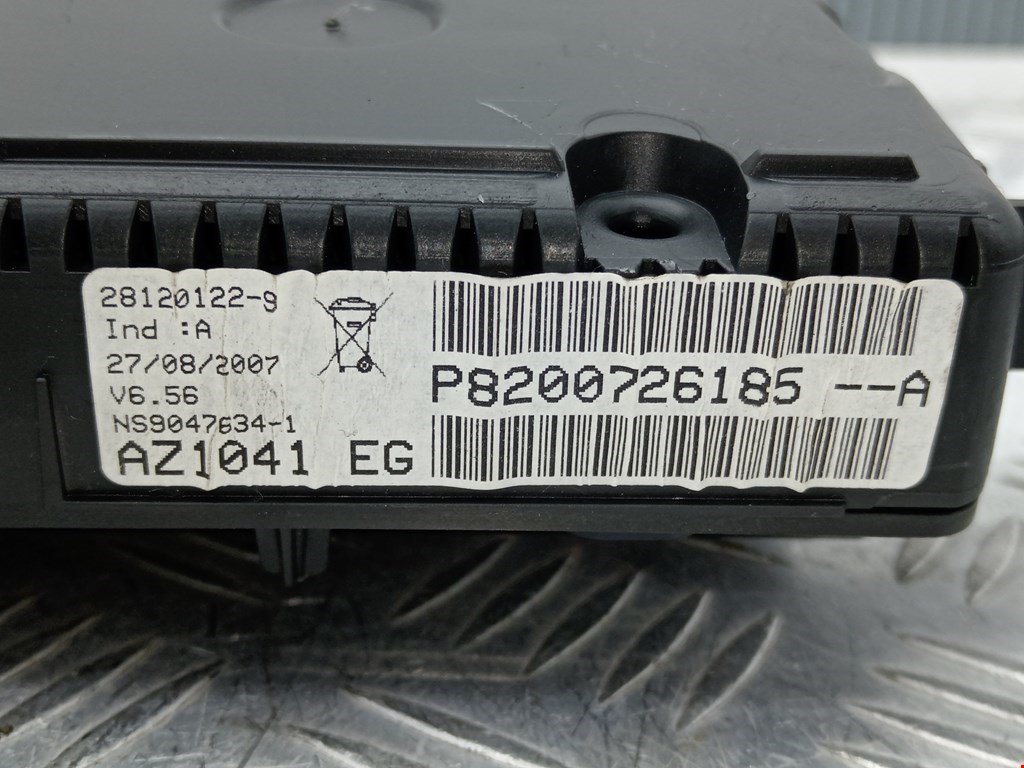 28120122-9
Ind :A
27/08/2007
V6.56
NS9047634-1
AZ1041 EG
P8200726185 --A